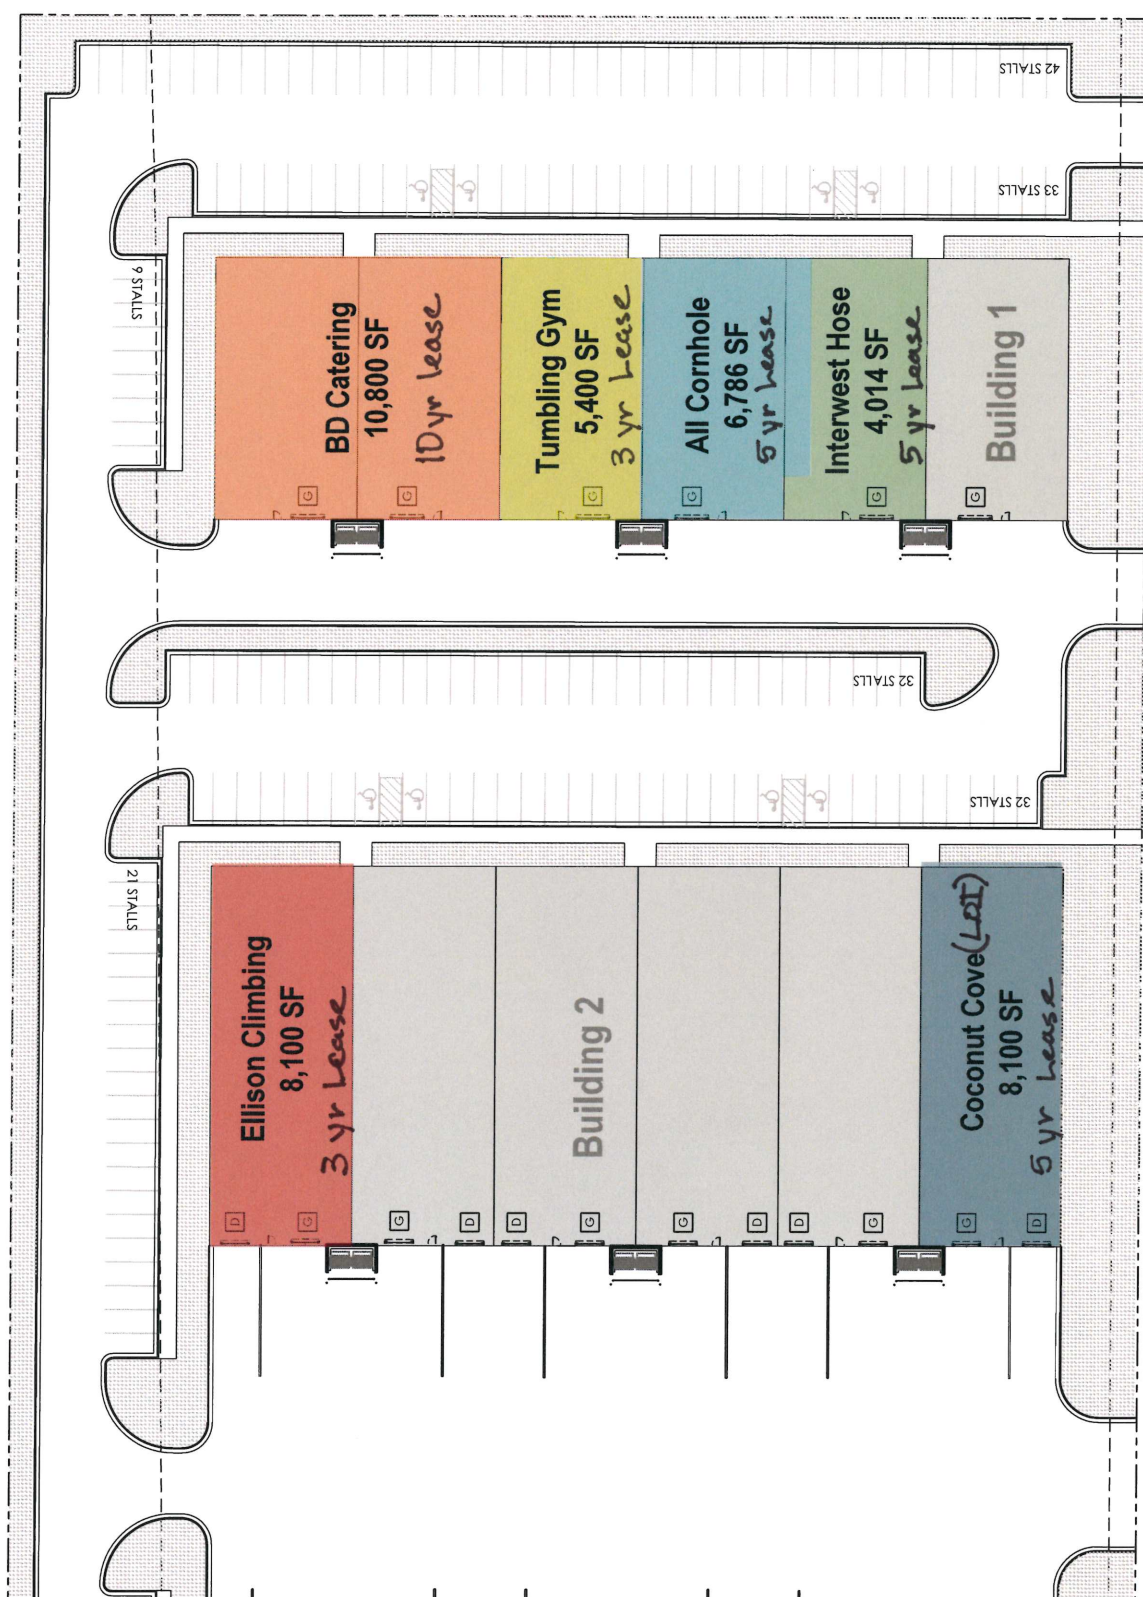 42 STALLS
33 STALLS
9 STALLS
BD Catering
10,800 SF
10 yr Lease
G
G
Tumbling Gym
5,400 SF
3 yr Lease
G
All Cornhole
6,786 SF
5 yr Lease
G
Interwest Hose
4,014 SF
5 yr Lease
G
Building 1
G
32 STALLS
32 STALLS
21 STALLS
Ellison Climbing
8,100 SF
3 yr Lease
D
G
G
D
Building 2
D
G
G
D
D
G
Coconut Cove (LOI)
8,100 SF
5 yr Lease
G
D